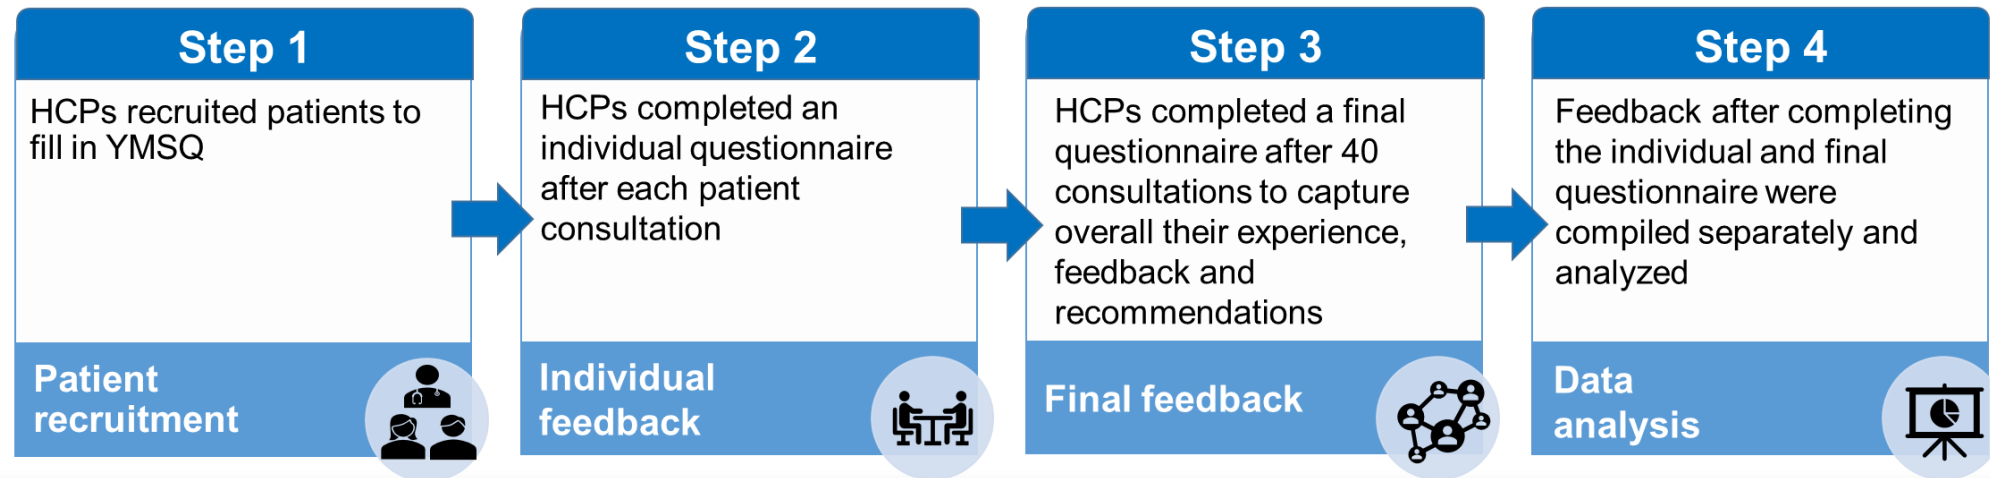 Step 1
HCPs recruited patients to
fill in YMSQ
Patient
recruitment
Step 2
HCPs completed an
individual questionnaire
after each patient
consultation
Individual
feedback
Step 3
HCPs completed a final
questionnaire after 40
consultations to capture
overall their experience,
feedback and
recommendations
Final feedback
Step 4
Feedback after completing
the individual and final
questionnaire were
compiled separately and
analyzed
Data
analysis